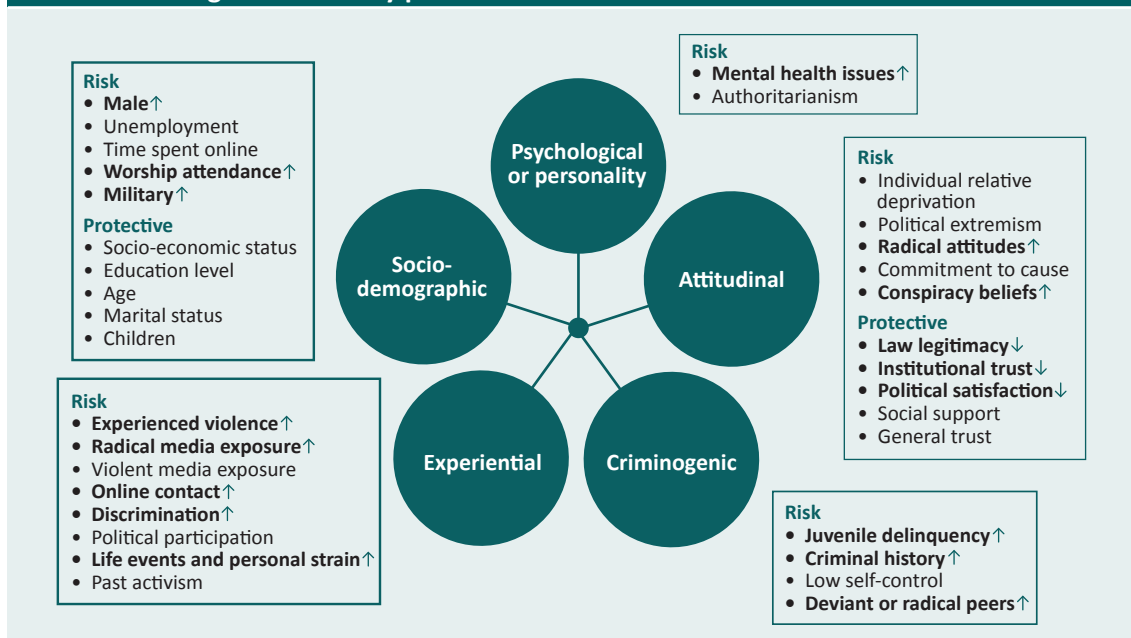 Risk
• Male↑
• Unemployment
• Time spent online
• Worship attendance↑
• Military↑
Protective
• Socio-economic status
• Education level
• Age
• Marital status
• Children
Risk
• Mental health issues↑
• Authoritarianism
Psychological
or personality
Socio-
demographic
Attitudinal
Experiential
Criminogenic
Risk
• Individual relative
deprivation
• Political extremism
• Radical attitudes↑
• Commitment to cause
• Conspiracy beliefs↑
Protective
• Law legitimacy↓
• Institutional trust↓
• Political satisfaction↓
• Social support
• General trust
Risk
• Experienced violence↑
• Radical media exposure↑
• Violent media exposure
• Online contact↑
• Discrimination↑
• Political participation
• Life events and personal strain↑
• Past activism
Risk
• Juvenile delinquency↑
• Criminal history↑
• Low self-control
• Deviant or radical peers↑